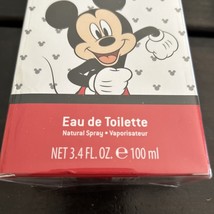 Eau de Toilette
Natural Spray • Vaporisateur
NET 3.4 FL. OZ. ℮ 100 ml